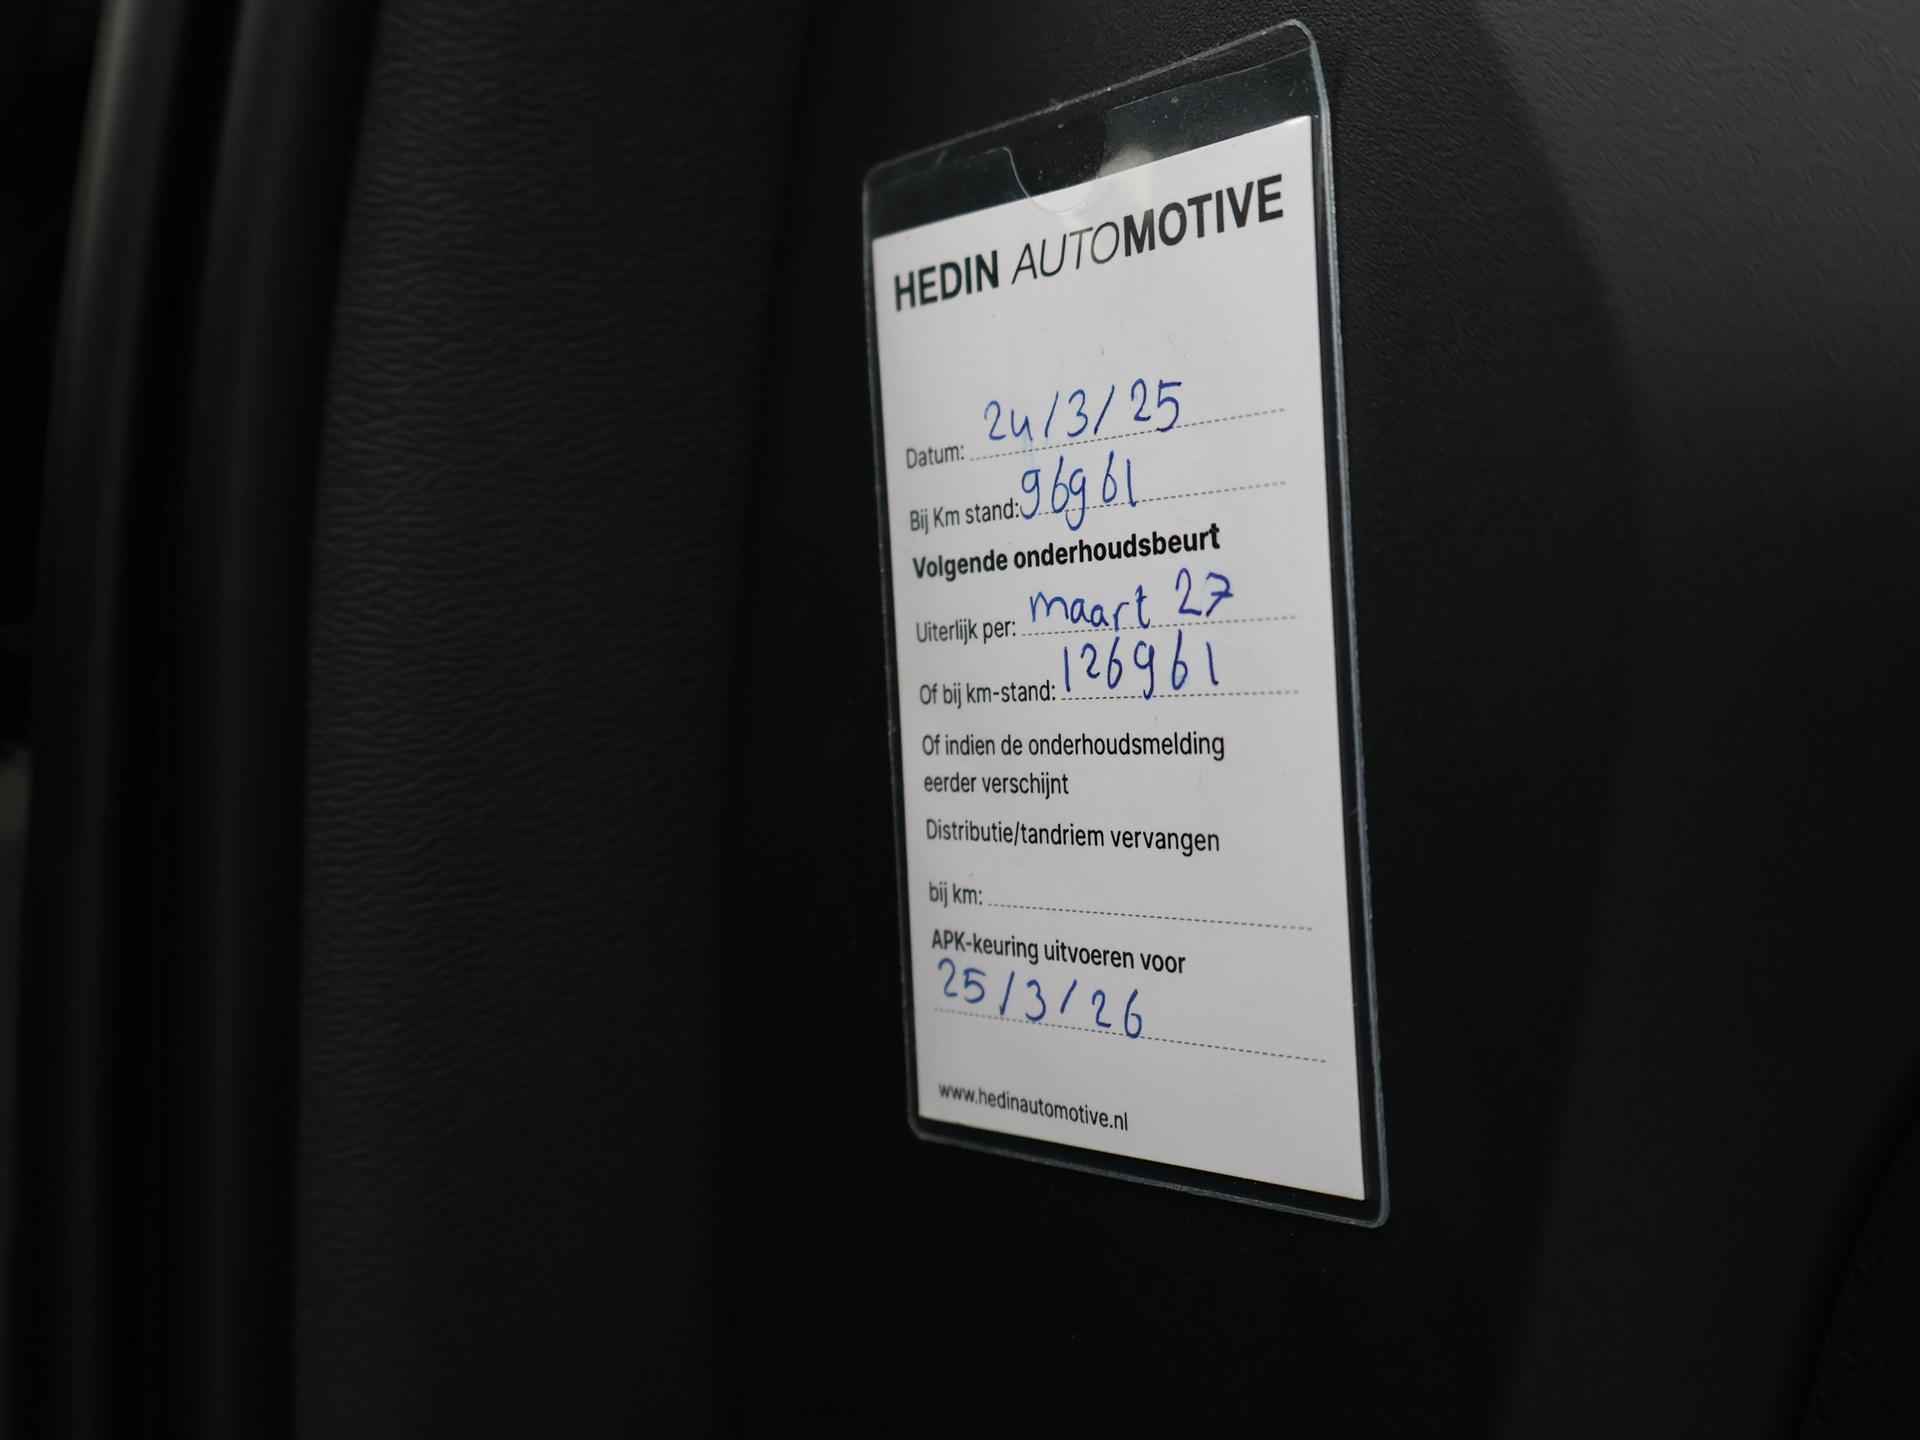 HEDIN AUTOMOTIVE
Datum: 24/3/25
Bij Km stand: 96961
Volgende onderhoudsbeurt
Uiterlijk per: maart 27
Of bij km-stand: 126961
Of indien de onderhoudsmelding
eerder verschijnt
Distributie/tandriem vervangen
bij km:
APK-keuring uitvoeren voor
25/3/26
www.hedinautomotive.nl